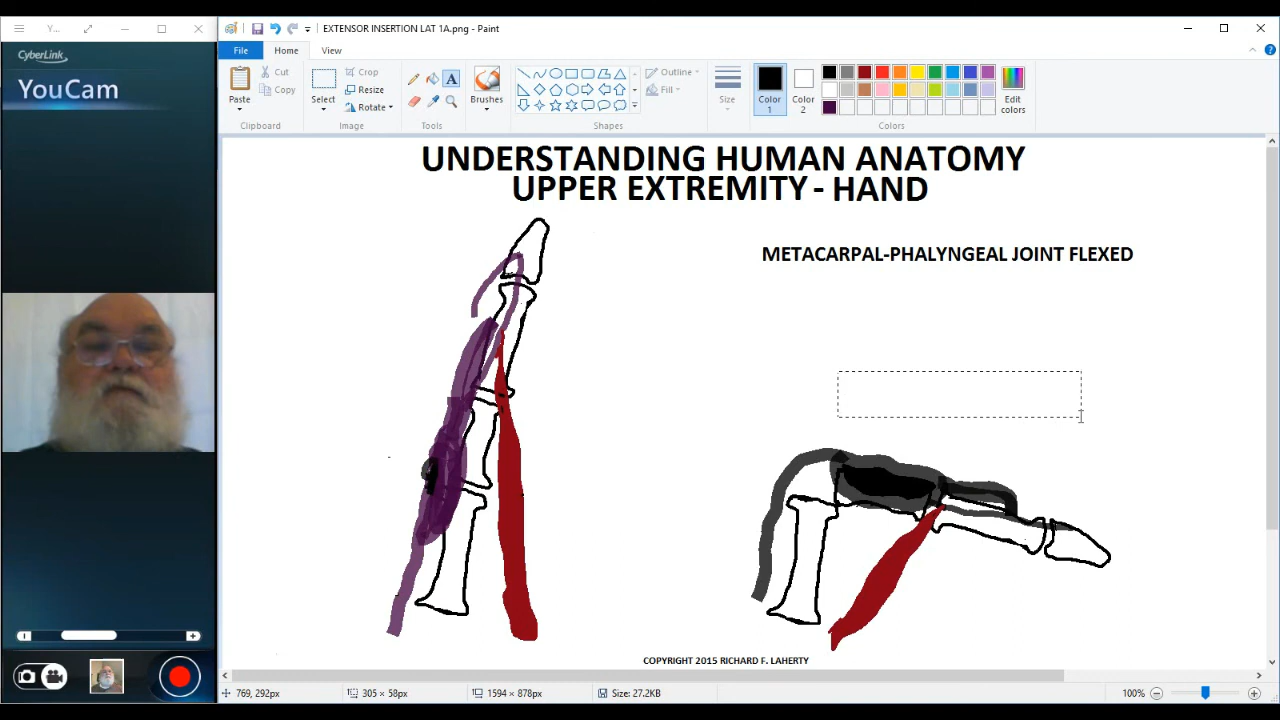 Y...
EXTENSOR INSERTION LAT 1A.png - Paint
CyberLink
YouCam
File
Home
View
Paste
Cut
Copy
Clipboard
Select
Crop
Resize
Rotate
Image
A
Tools
Brushes
Shapes
Outline
Fill
Size
Color
1
Color
2
Edit
colors
Colors
UNDERSTANDING HUMAN ANATOMY
UPPER EXTREMITY - HAND
METACARPAL-PHALYNGEAL JOINT FLEXED
COPYRIGHT 2015 RICHARD F. LAHERTY
769, 292px
305 × 58px
1594 × 878px
Size: 27.2KB
100%